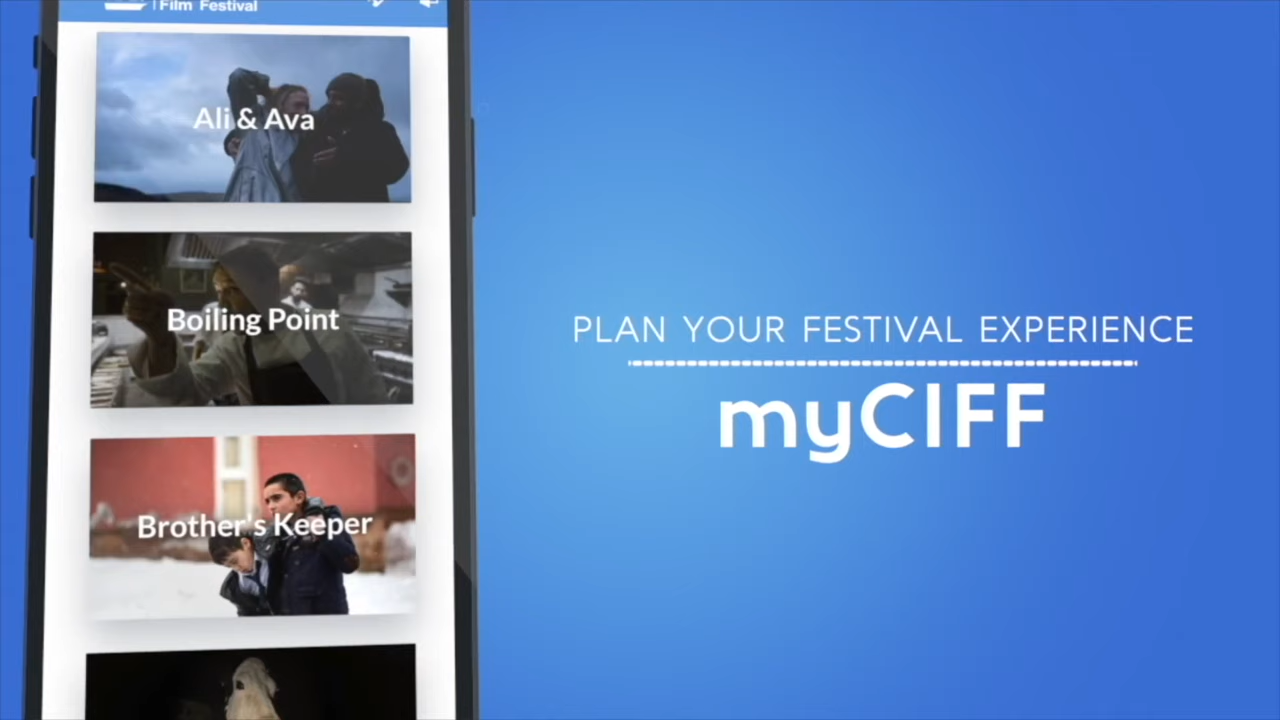 Film Festival
Ali & Ava
Boiling Point
Brother's Keeper
PLAN YOUR FESTIVAL EXPERIENCE
myCIFF